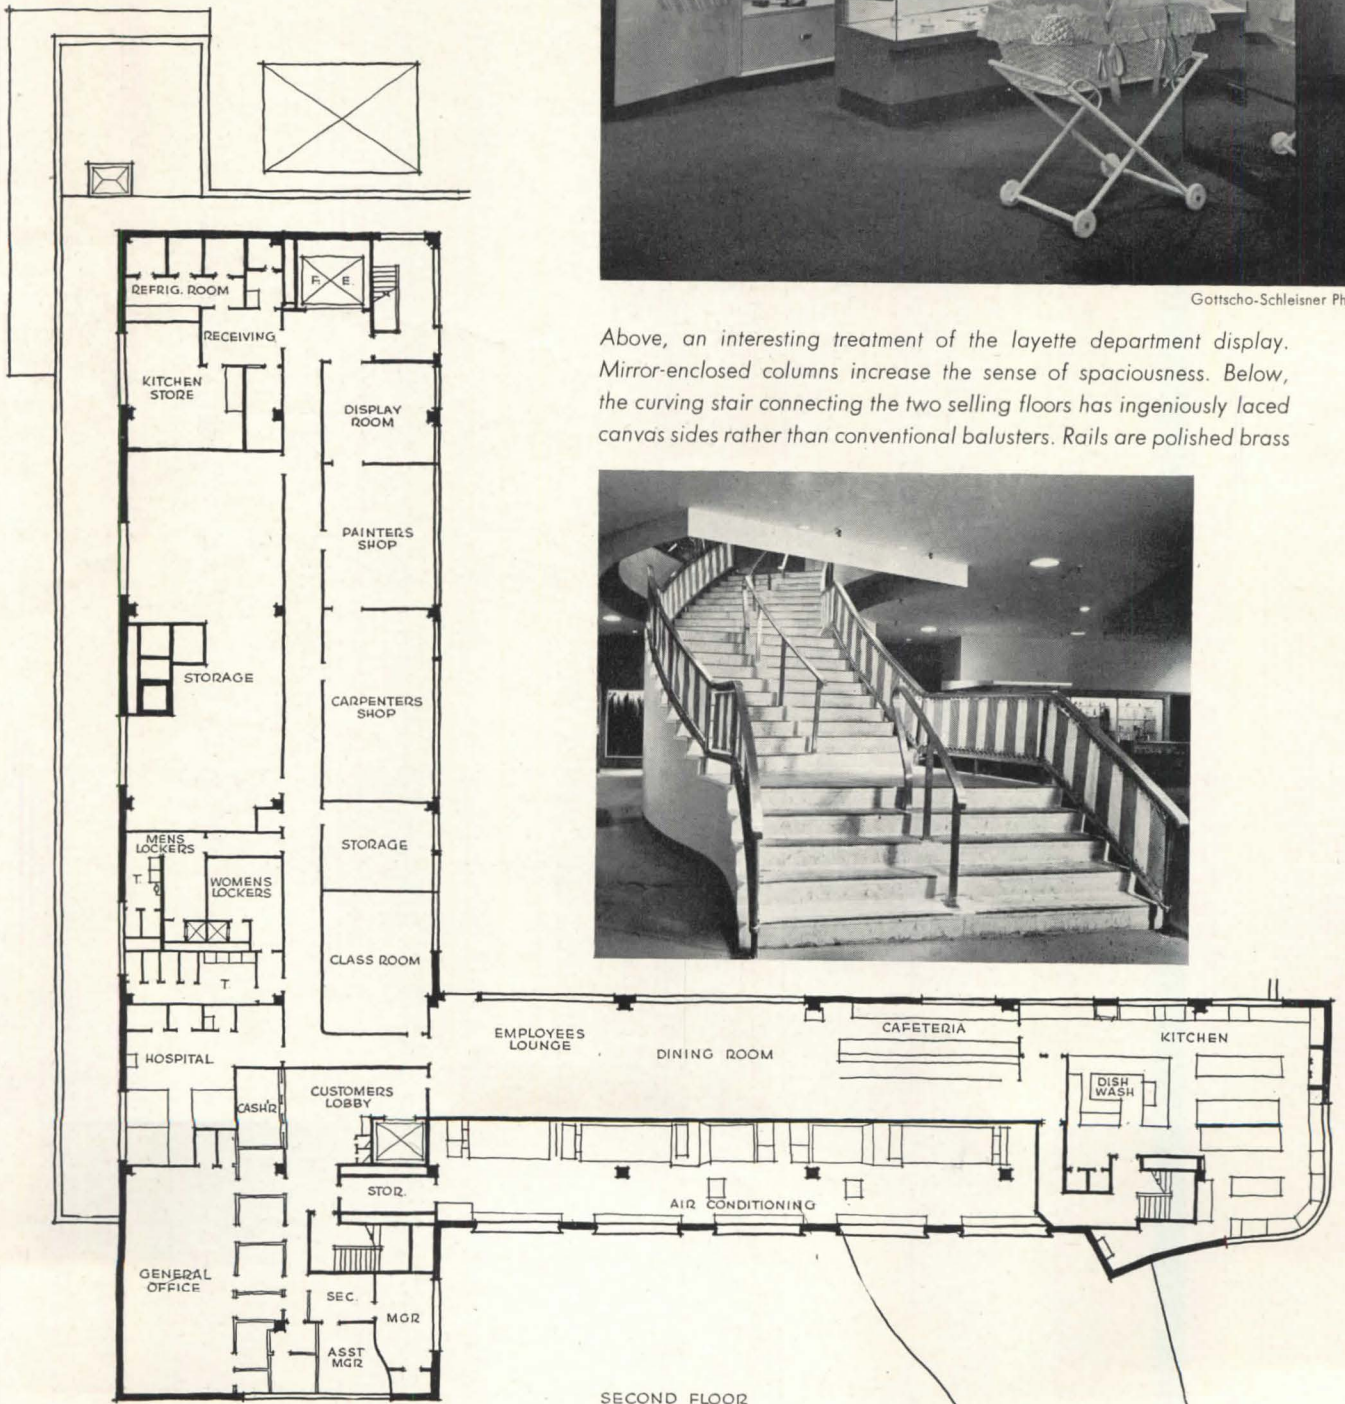 Gottscho-Schleisner Ph
Above, an interesting treatment of the layette department display.
Mirror-enclosed columns increase the sense of spaciousness. Below,
the curving stair connecting the two selling floors has ingeniously laced
canvas sides rather than conventional balusters. Rails are polished brass
REFRIG. ROOM
F. E.
RECEIVING
KITCHEN
STORE
DISPLAY
ROOM
PAINTERS
SHOP
STORAGE
CARPENTERS
SHOP
MENS
LOCKERS
STORAGE
T.
WOMENS
LOCKERS
CLASS ROOM
T.
HOSPITAL
EMPLOYEES
LOUNGE
DINING ROOM
CAFETERIA
KITCHEN
CASH'R
CUSTOMERS
LOBBY
DISH
WASH
STOR.
AIR CONDITIONING
GENERAL
OFFICE
SEC.
MGR
ASST
MGR
SECOND FLOOR